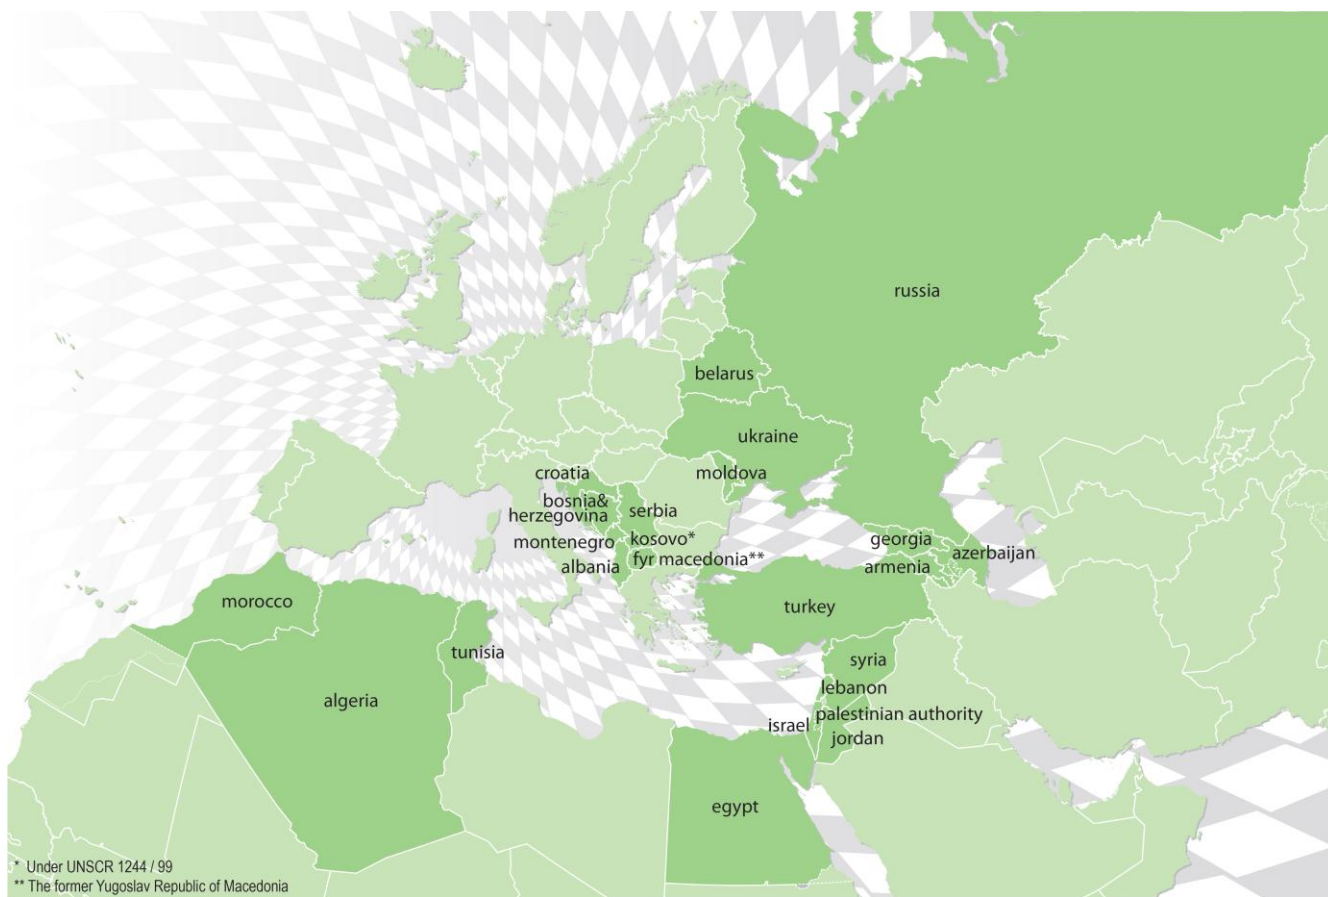 russia
belarus
ukraine
moldova
croatia
bosnia&
herzegovina
serbia
montenegro
kosovo*
albania
fyr macedonia**
georgia
azerbaijan
armenia
morocco
turkey
tunisia
syria
algeria
lebanon
palestinian authority
israel
jordan
egypt
* Under UNSCR 1244 / 99
** The former Yugoslav Republic of Macedonia